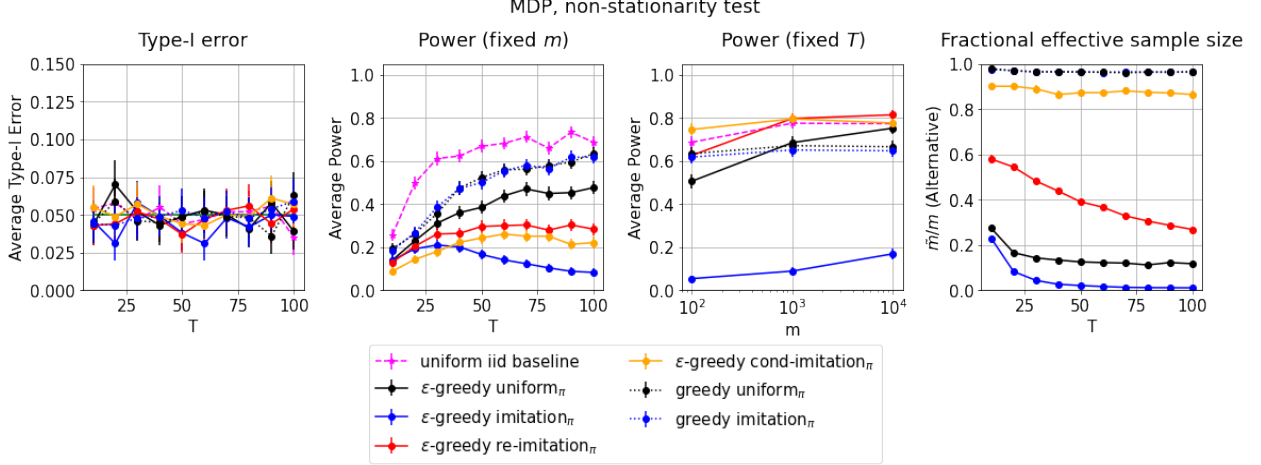 MDP, non-stationarity test
Type-I error
Power (fixed m)
Power (fixed T)
Fractional effective sample size
Average Type-I Error
0.150
0.125
0.100
0.075
0.050
0.025
0.000
25
50
75
100
T
Average Power
1.0
0.8
0.6
0.4
0.2
0.0
25
50
75
100
T
Average Power
1.0
0.8
0.6
0.4
0.2
0.0
10²
10³
10⁴
m
m̃/m (Alternative)
1.0
0.8
0.6
0.4
0.2
0.0
25
50
75
100
T
uniform iid baseline
ε-greedy uniformπ
ε-greedy imitationπ
ε-greedy re-imitationπ
ε-greedy cond-imitationπ
greedy uniformπ
greedy imitationπ